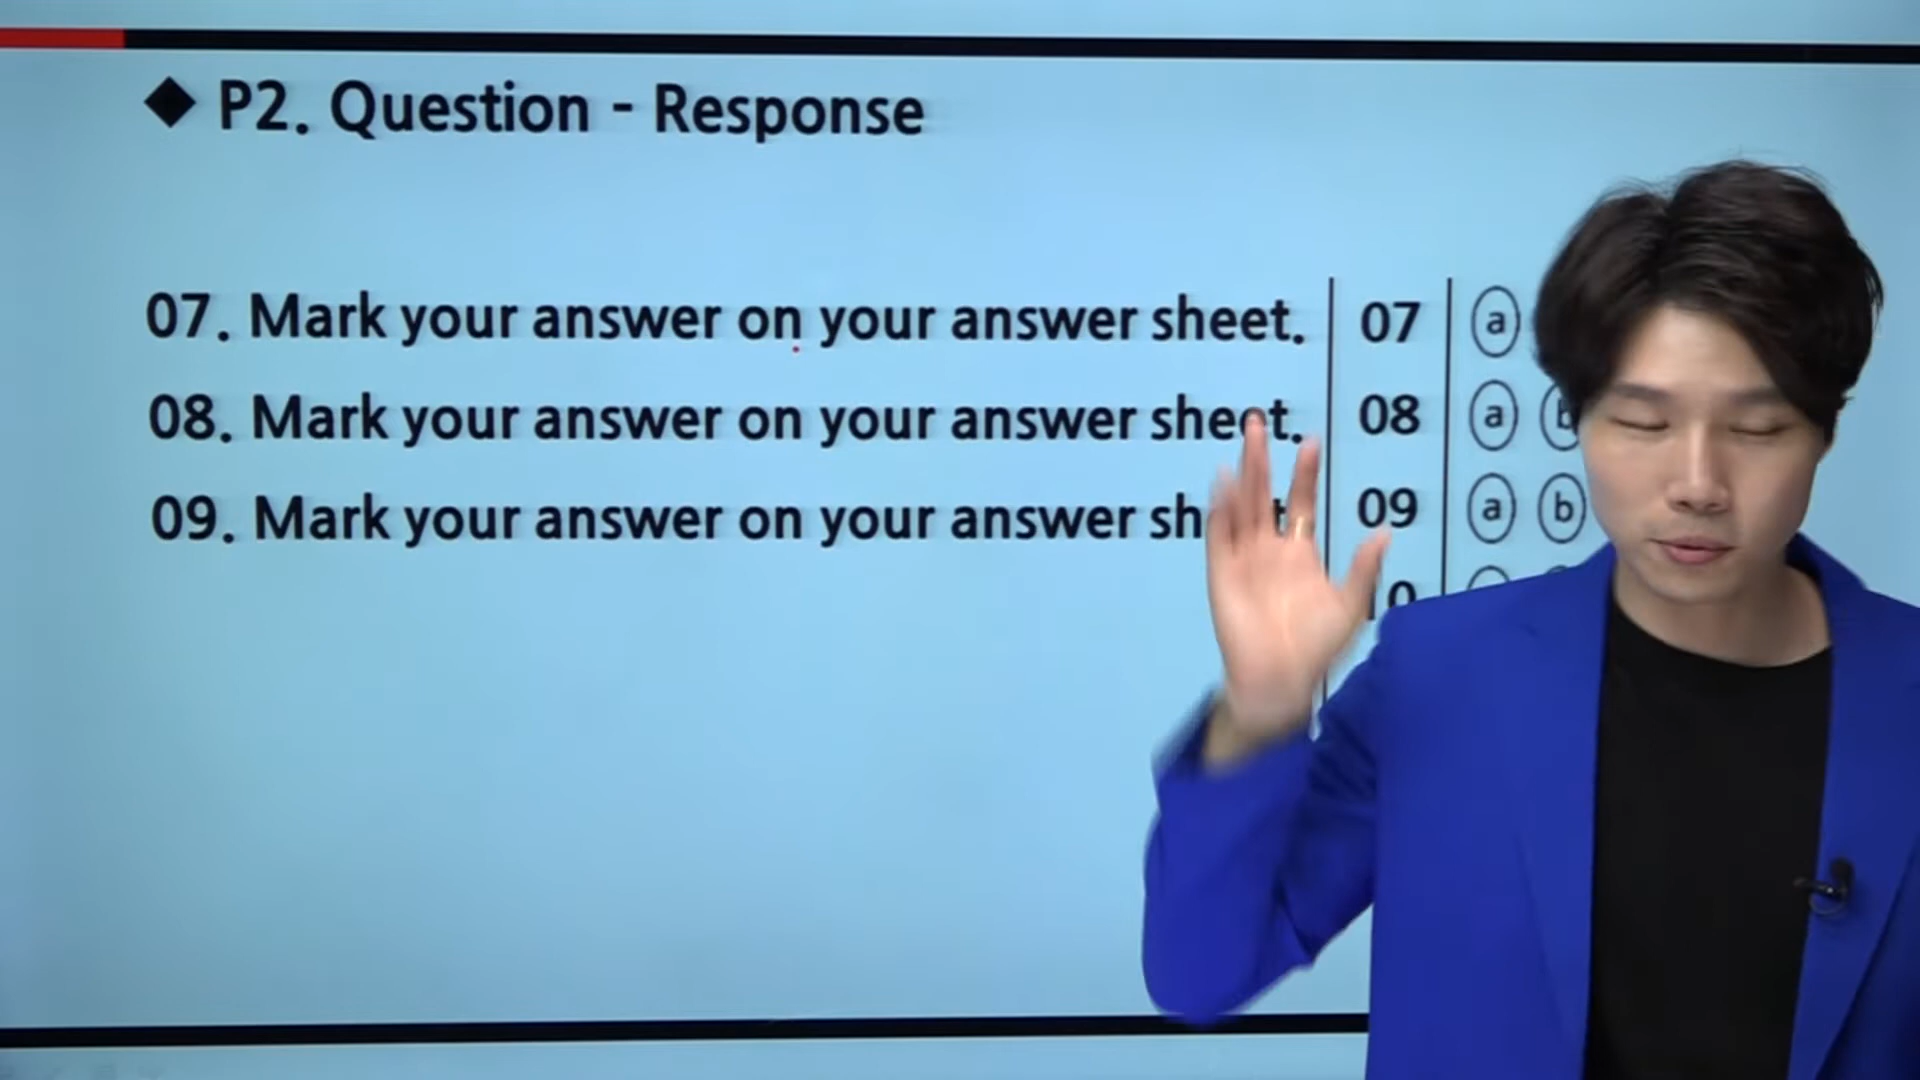 ◆ P2. Question - Response
07. Mark your answer on your answer sheet. 07 a
08. Mark your answer on your answer sheet. 08 a b
09. Mark your answer on your answer 09 a b